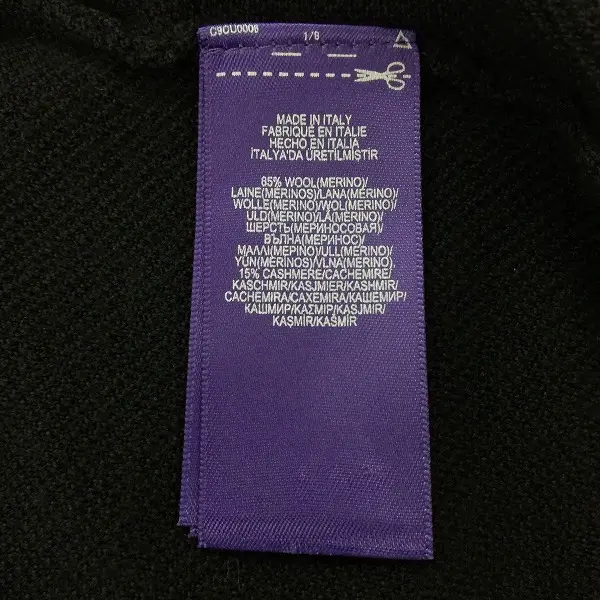 C9CU0008
1/8
MADE IN ITALY
FABRIQUÉ EN ITALIE
HECHO EN ITALIA
İTALYA'DA ÜRETİLMİŞTİR
85% WOOL(MERINO)/
LAINE(MERINOS)/LANA(MERINO)/
WOLLE(MERINO)/WOL(MERINO)/
ULD(MERINO)/LÃ(MERINO)/
ШЕРСТЬ(МЕРИНОСОВАЯ)/
ВЪЛНА(МЕРИНОС)/
ΜΑΛΛΙ(ΜΕΡΙΝΟ)/ULL(MERINO)/
YÜN(MERİNOS)/VLNA(MERINO)/
15% CASHMERE/CACHEMIRE/
KASCHMIR/KASJMIER/KASHMIR/
CACHEMIRA/CAXEMIRA/КАШЕМИР/
КАШМИР/ΚΑΣΜΙΡ/KASJMIR/
KAŞMİR/KAŠMÍR